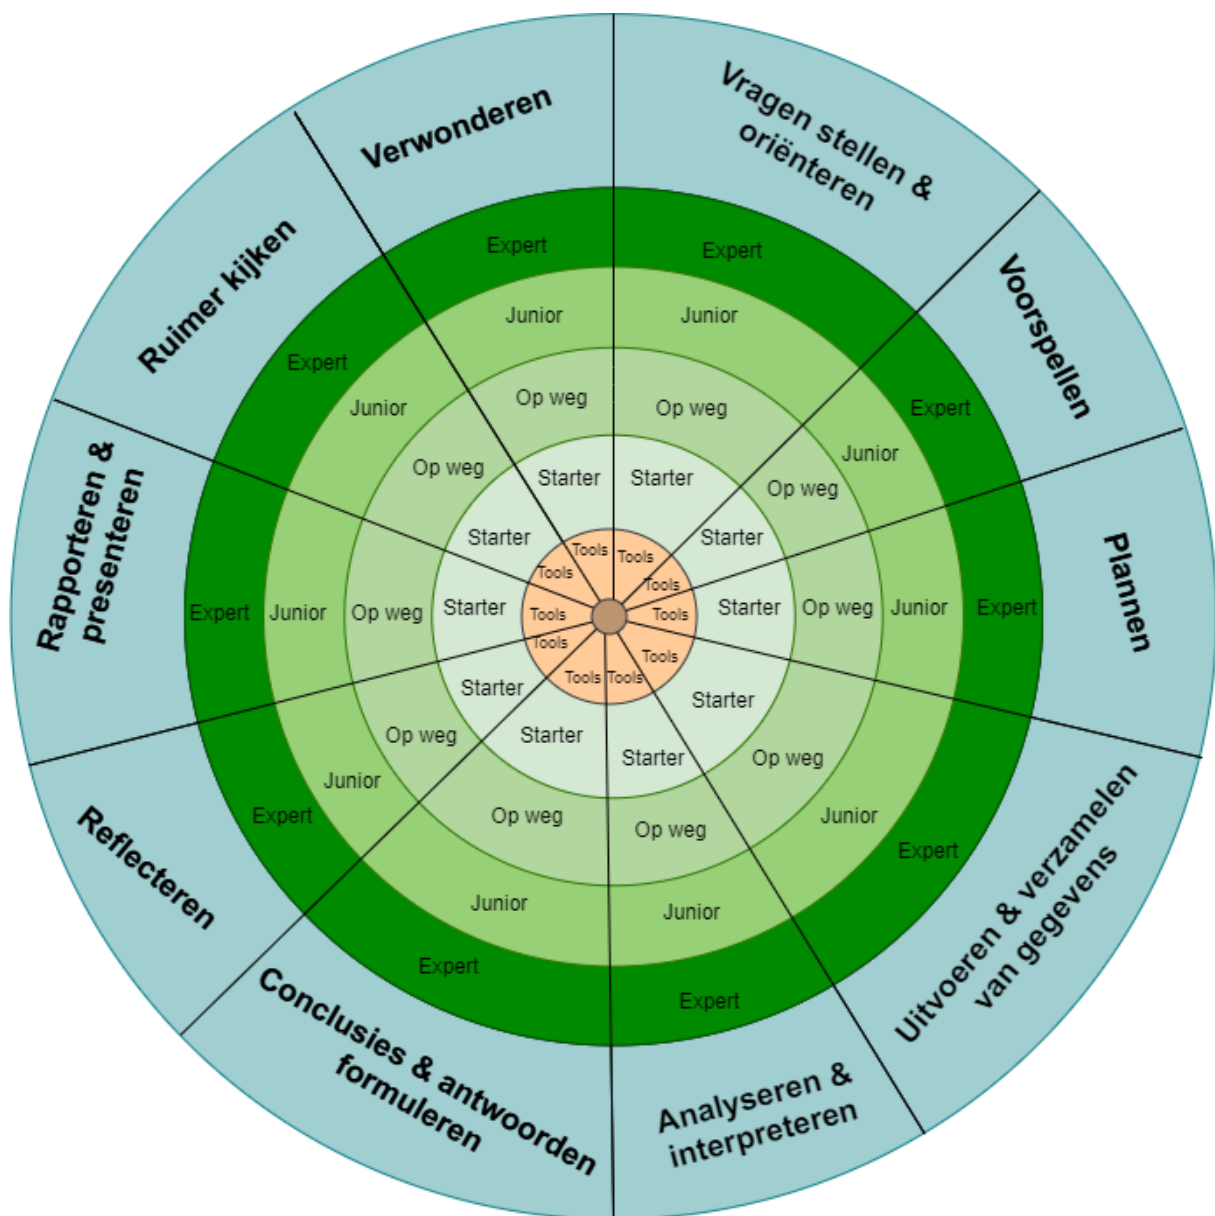 Verwonderen
Vragen stellen &
oriënteren
Voorspellen
Plannen
Uitvoeren & verzamelen
van gegevens
Analyseren &
interpreteren
Conclusies & antwoorden
formuleren
Reflecteren
Rapporteren &
presenteren
Ruimer kijken
Expert
Expert
Expert
Expert
Expert
Expert
Expert
Expert
Expert
Expert
Junior
Junior
Junior
Junior
Junior
Junior
Junior
Junior
Junior
Junior
Op weg
Op weg
Op weg
Op weg
Op weg
Op weg
Op weg
Op weg
Op weg
Op weg
Starter
Starter
Starter
Starter
Starter
Starter
Starter
Starter
Starter
Starter
Tools
Tools
Tools
Tools
Tools
Tools
Tools
Tools
Tools
Tools